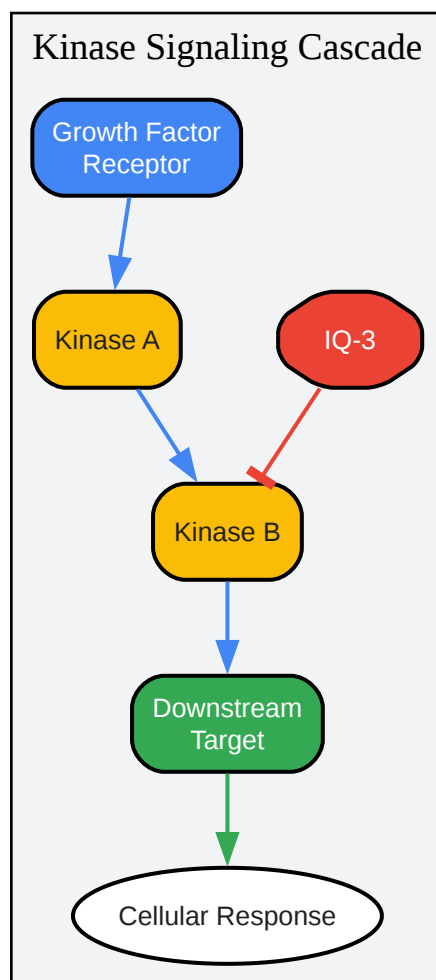 Kinase Signaling Cascade
Growth Factor
Receptor
Kinase A
IQ-3
Kinase B
Downstream
Target
Cellular Response